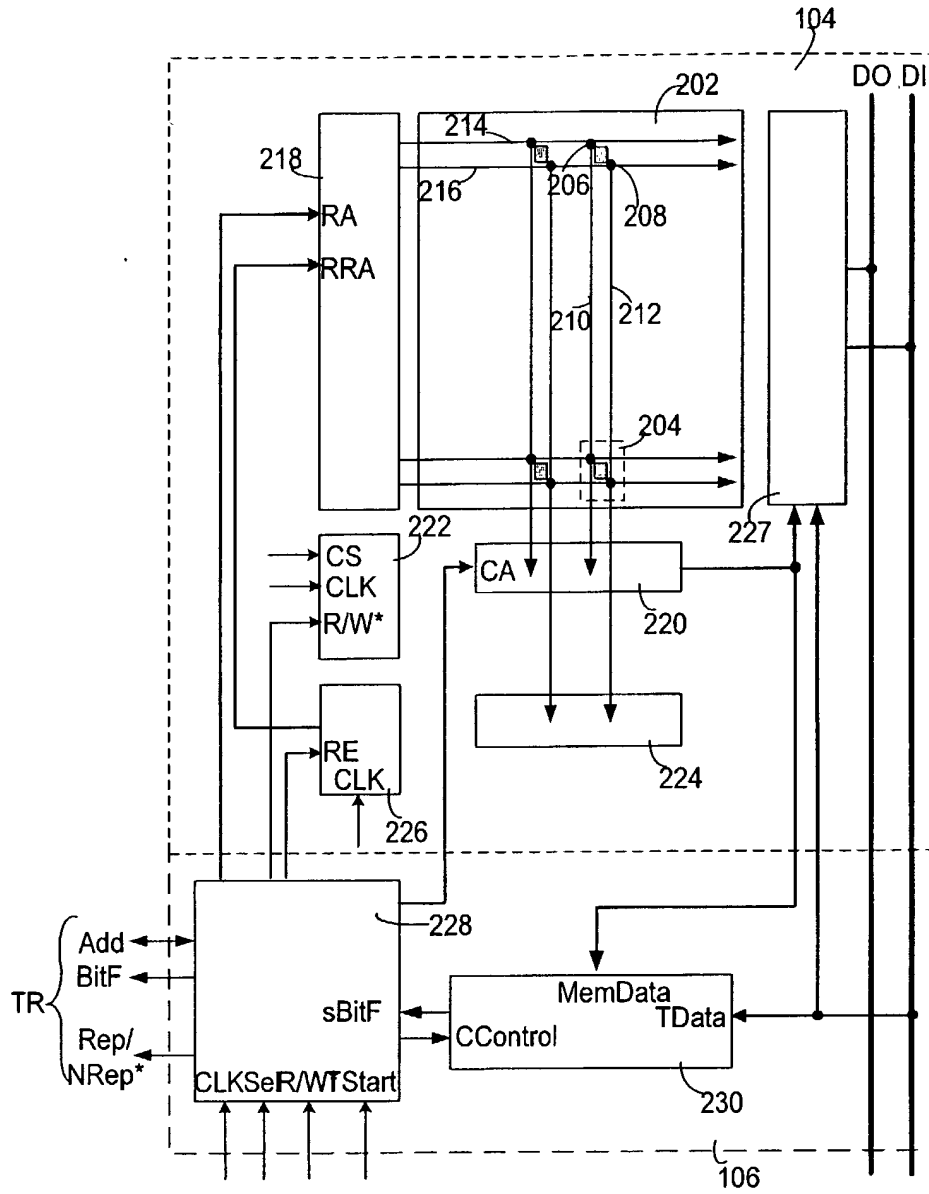 104
DO DI
202
214
218
216
206
208
RA
RRA
210
212
204
222
227
CS
CLK
R/W*
CA
220
RE
CLK
226
224
228
Add
BitF
TR
Rep/
NRep*
sBitF
MemData
TData
CControl
CLKSelR/WTStart
230
106